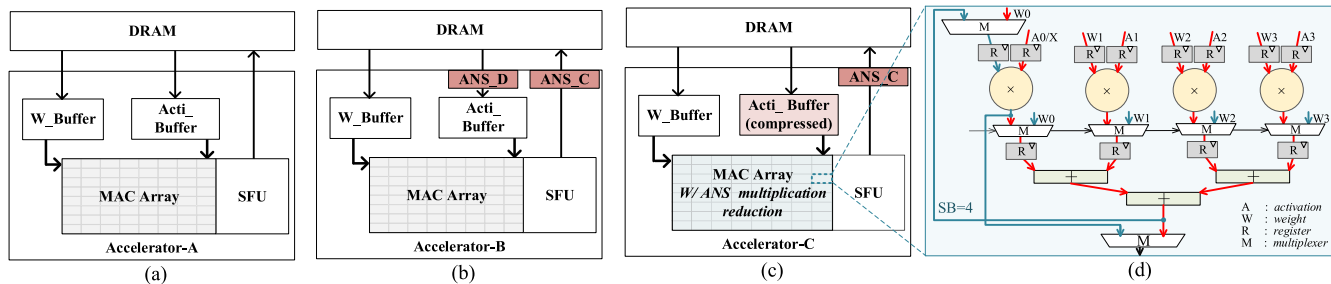 (a)
DRAM
W_Buffer
Acti_
Buffer
MAC Array
SFU
Accelerator-A
(b)
DRAM
ANS_D
ANS_C
W_Buffer
Acti_
Buffer
MAC Array
SFU
Accelerator-B
(c)
DRAM
ANS_C
W_Buffer
Acti_Buffer
(compressed)
MAC Array
W/ ANS multiplication
reduction
SFU
Accelerator-C
(d)
M
W0
A0/X
W1
A1
W2
A2
W3
A3
R
R
R
R
R
R
R
R
×
×
×
×
W0
W1
W2
W3
M
M
M
M
R
R
R
R
+
+
+
SB=4
M
A : activation
W : weight
R : register
M : multiplexer